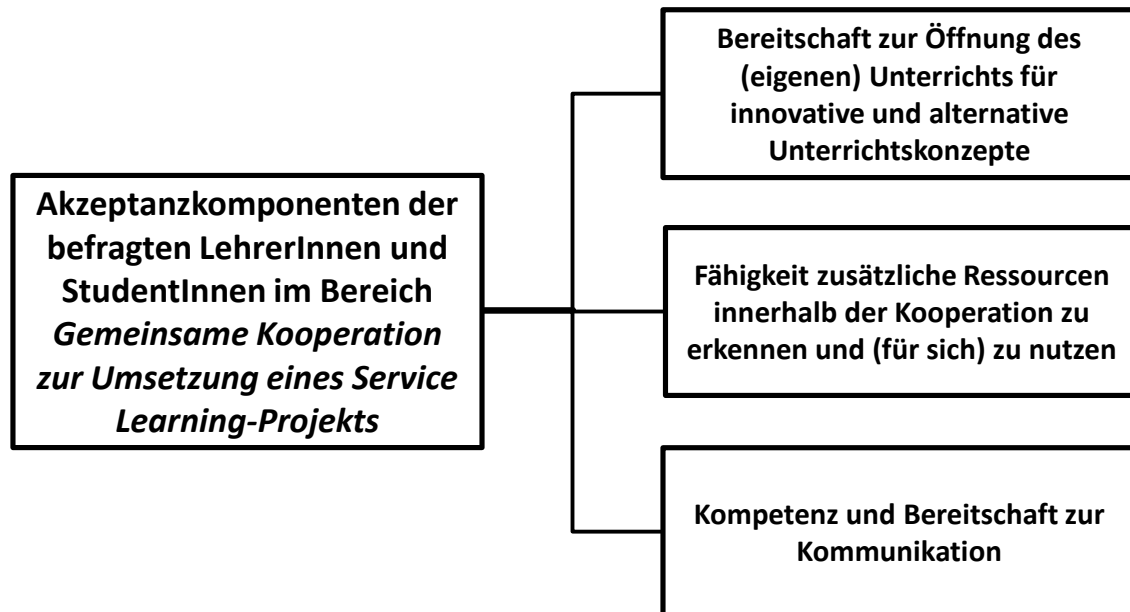 Bereitschaft zur Öffnung des
(eigenen) Unterrichts für
innovative und alternative
Unterrichtskonzepte
Akzeptanzkomponenten der
befragten LehrerInnen und
StudentInnen im Bereich
Gemeinsame Kooperation
zur Umsetzung eines Service
Learning-Projekts
Fähigkeit zusätzliche Ressourcen
innerhalb der Kooperation zu
erkennen und (für sich) zu nutzen
Kompetenz und Bereitschaft zur
Kommunikation